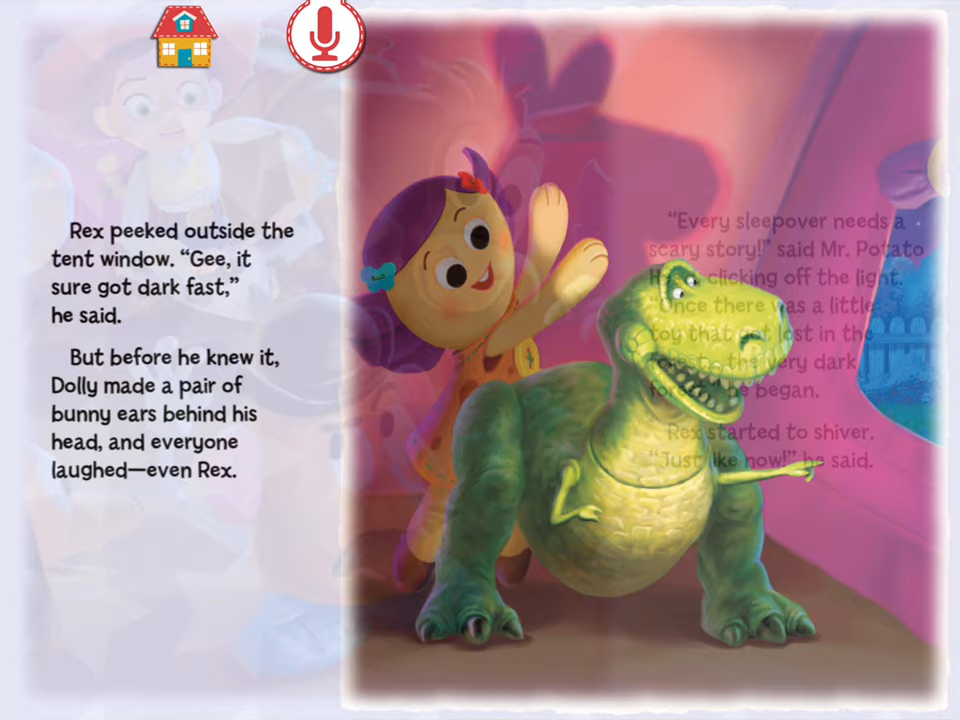 Rex peeked outside the
tent window. “Gee, it
sure got dark fast,”
he said.
But before he knew it,
Dolly made a pair of
bunny ears behind his
head, and everyone
laughed—even Rex.
“Every sleepover needs a
scary story!” said Mr. Potato
clicking off the light.
“Once there was a little
toy that got lost in the
the very dark
began.
Rex started to shiver.
“Just like now!” he said.